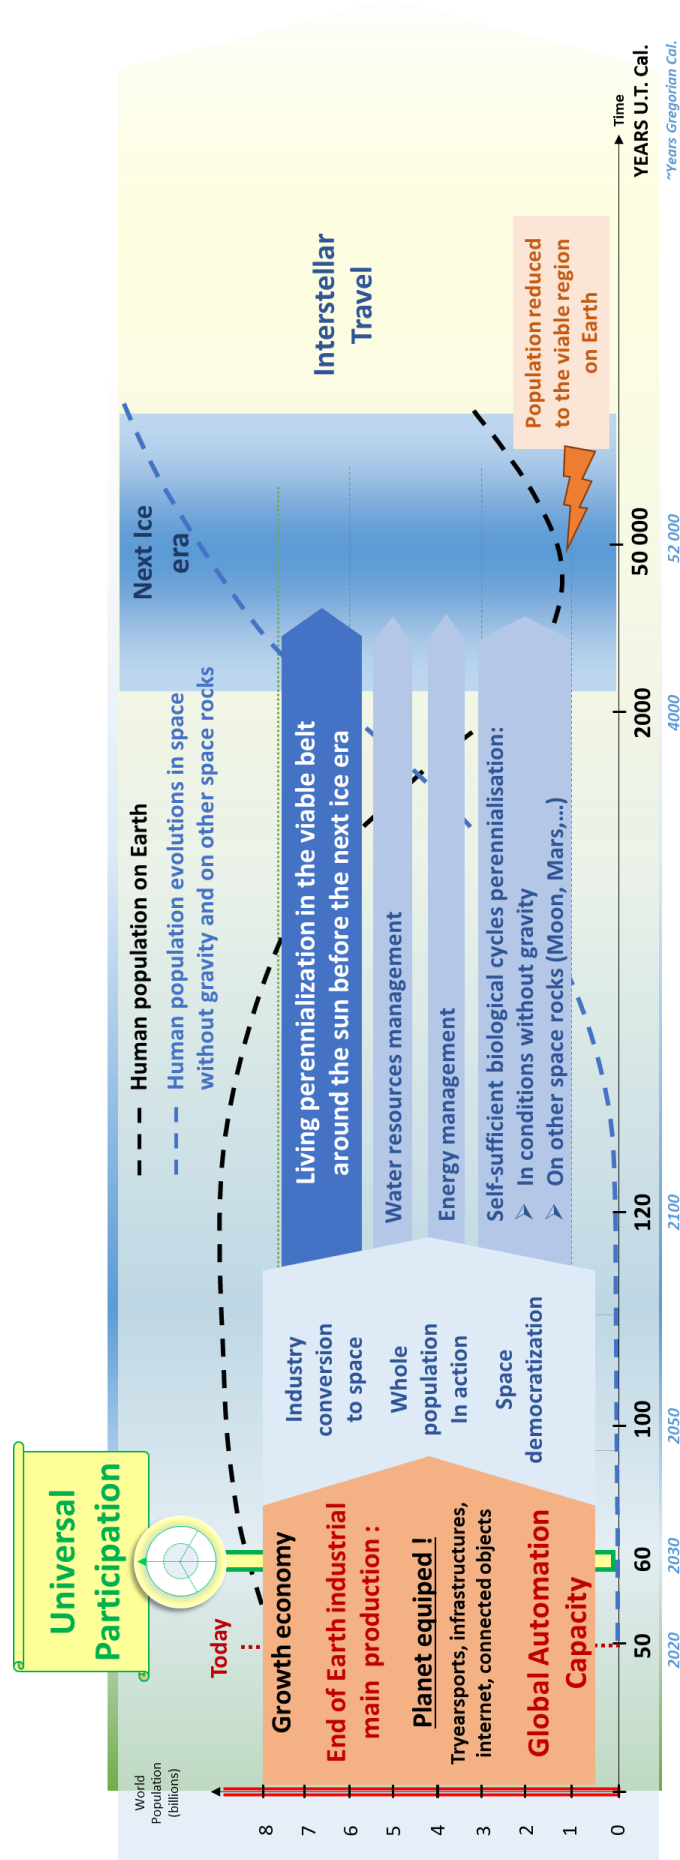 Universal
Participation
World
Population
(billions)
8
7
6
5
4
3
2
1
0
Today
Growth economy
End of Earth industrial
main production :
Planet equiped !
Tryearsports, infrastructures,
internet, connected objects
Global Automation
Capacity
Industry
conversion
to space
Whole
population
In action
Space
democratization
Human population on Earth
Human population evolutions in space
without gravity and on other space rocks
Living perennialization in the viable belt
around the sun before the next ice era
Water resources management
Energy management
Self-sufficient biological cycles perennialisation:
➢ In conditions without gravity
➢ On other space rocks (Moon, Mars,...)
Next Ice
era
Interstellar
Travel
Population reduced
to the viable region
on Earth
Time
50
60
100
120
2000
50 000
YEARS U.T. Cal.
2020
2030
2050
2100
4000
52 000
~Years Gregorian Cal.